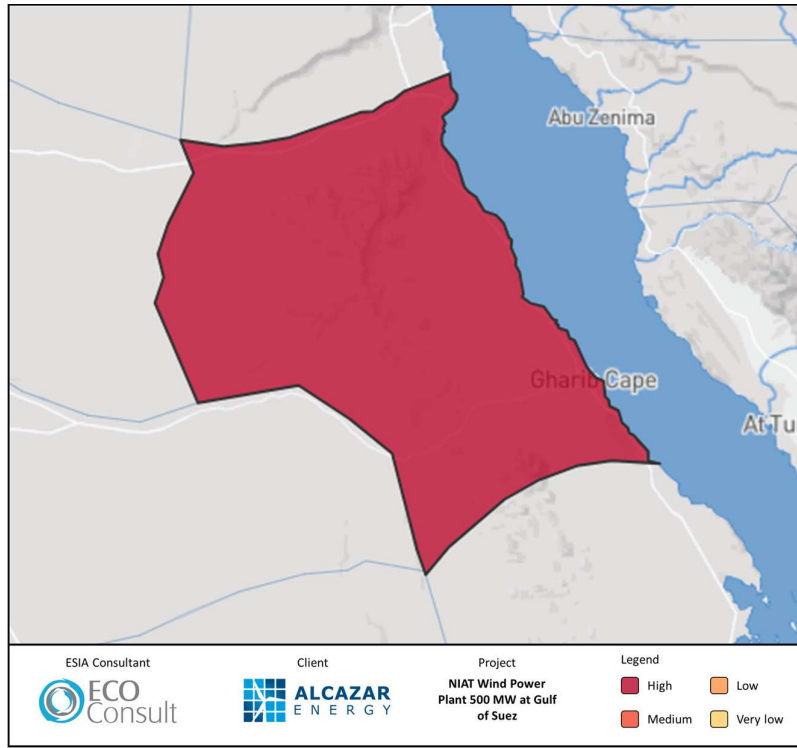 Abu Zenima
Gharib Cape
At Tu
ESIA Consultant
Client
Project
Legend
ECO
Consult
ALCAZAR
ENERGY
NIAT Wind Power
Plant 500 MW at Gulf
of Suez
High
Low
Medium
Very low